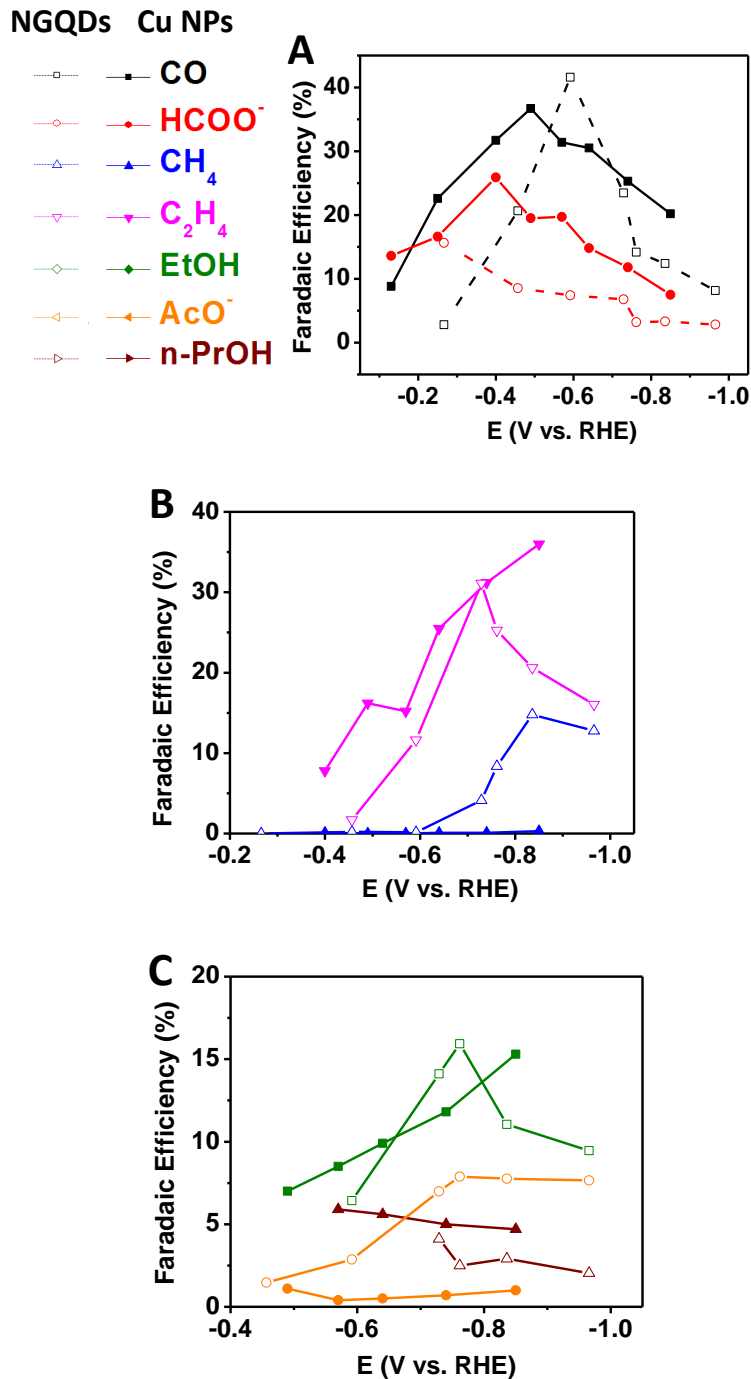 NGQDs Cu NPs
CO
HCOO⁻
CH₄
C₂H₄
EtOH
AcO⁻
n-PrOH
A
Faradaic Efficiency (%)
40
30
20
10
0
-0.2 -0.4 -0.6 -0.8 -1.0
E (V vs. RHE)
B
Faradaic Efficiency (%)
40
30
20
10
0
-0.2 -0.4 -0.6 -0.8 -1.0
E (V vs. RHE)
C
Faradaic Efficiency (%)
20
15
10
5
0
-0.4 -0.6 -0.8 -1.0
E (V vs. RHE)